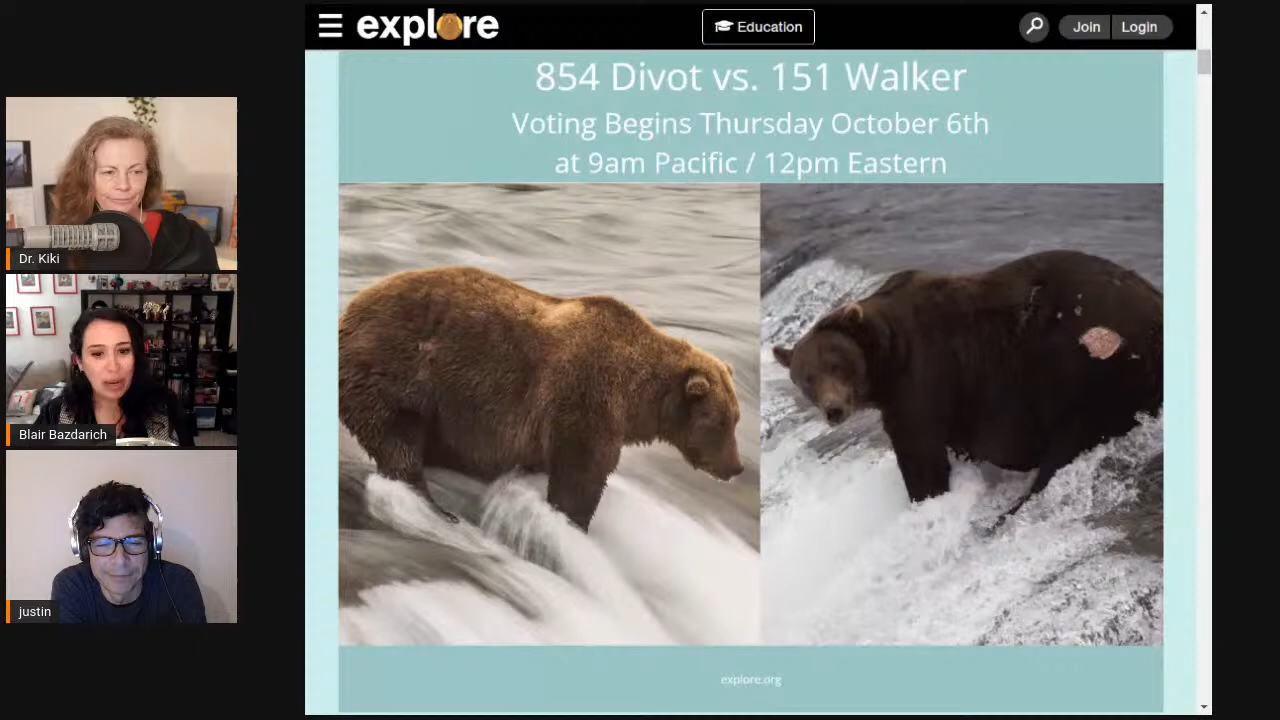 explore
Education
Join
Login
854 Divot vs. 151 Walker
Voting Begins Thursday October 6th
at 9am Pacific / 12pm Eastern
explore.org
Dr. Kiki
Blair Bazdarich
justin